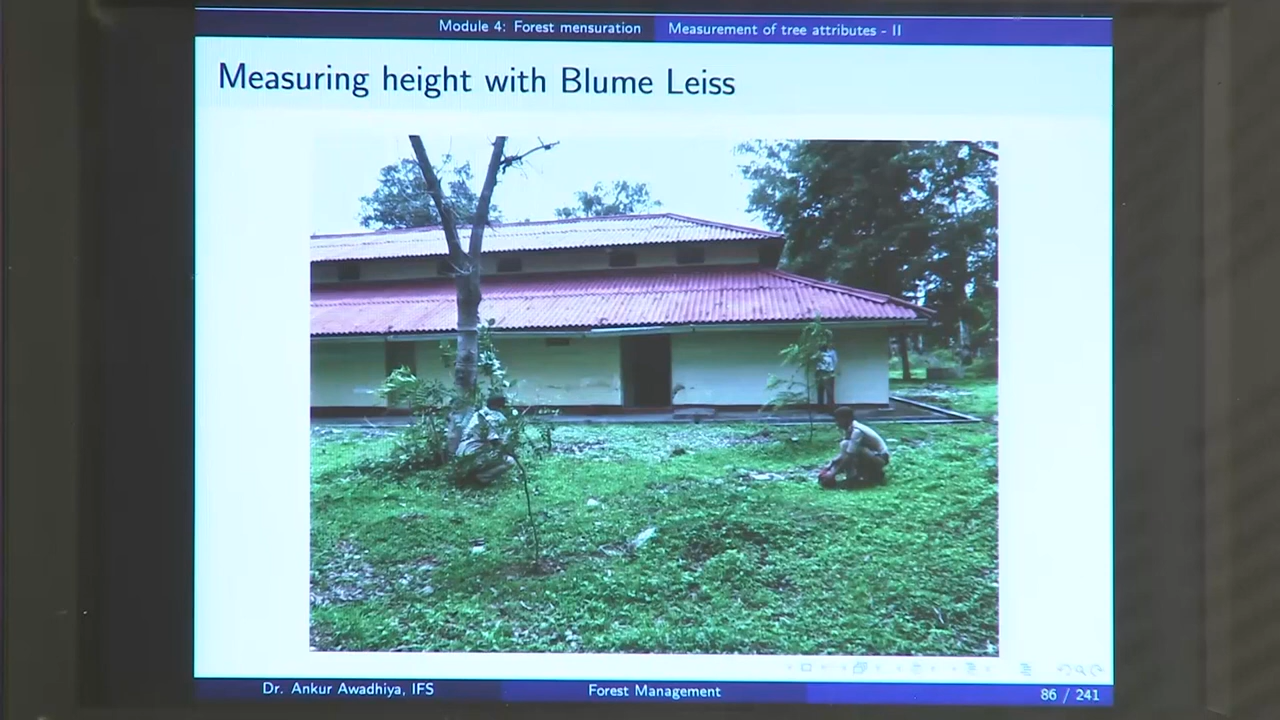 Module 4: Forest mensuration Measurement of tree attributes - II
Measuring height with Blume Leiss
Dr. Ankur Awadhiya, IFS Forest Management 86 / 241